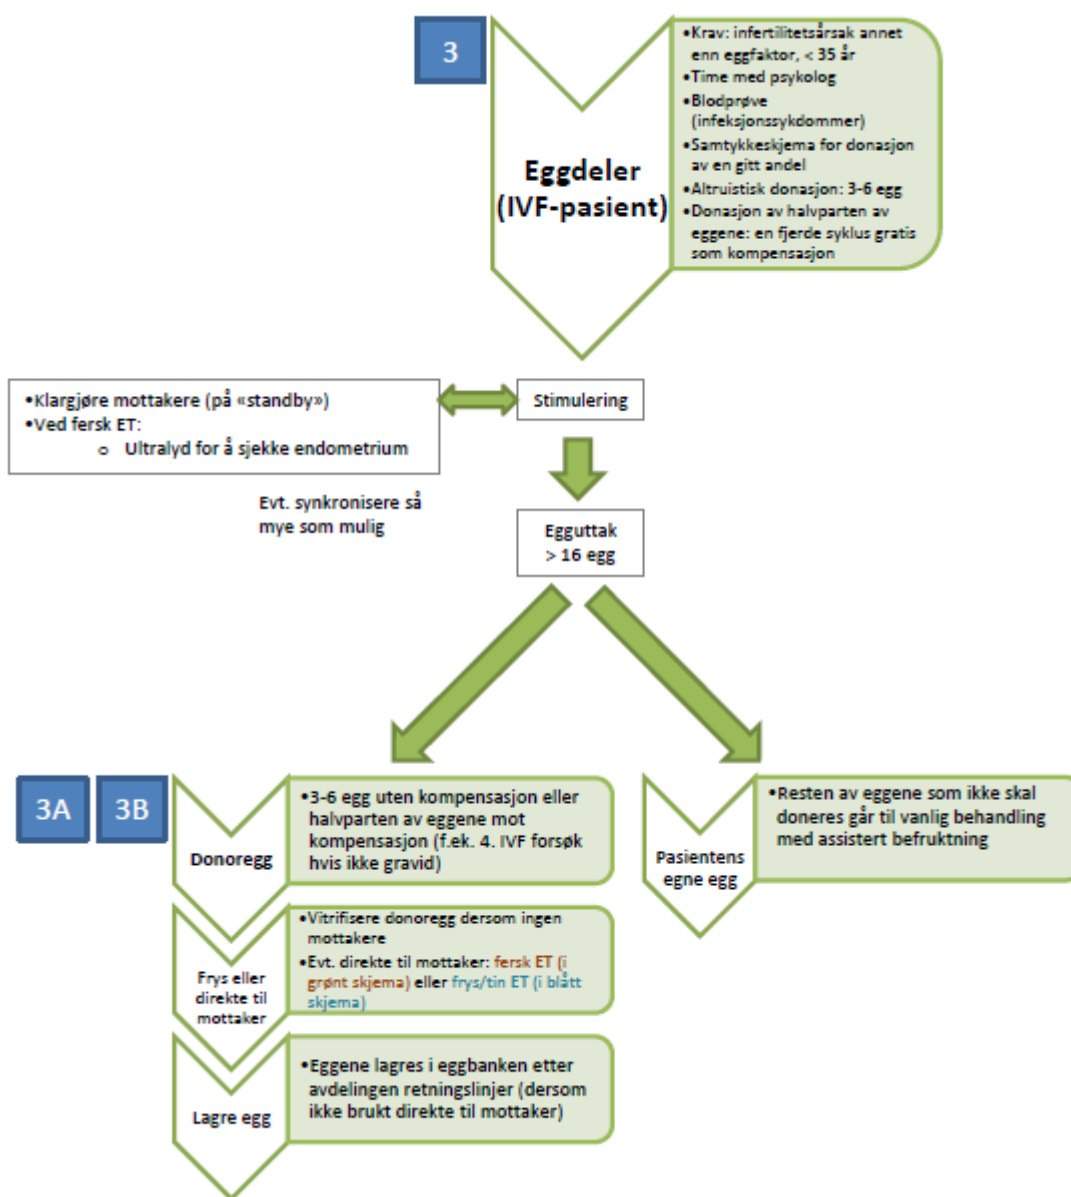 3
Eggdeler
(IVF-pasient)
•Krav: infertilitetsårsak annet
enn eggfaktor, < 35 år
•Time med psykolog
•Blodprøve
(infeksjonssykdommer)
•Samtykkeskjema for donasjon
av en gitt andel
•Altruistisk donasjon: 3-6 egg
•Donasjon av halvparten av
eggene: en fjerde syklus gratis
som kompensasjon
•Klargjøre mottakere (på «standby»)
•Ved fersk ET:
o Ultralyd for å sjekke endometrium
Stimulering
Evt. synkronisere så
mye som mulig
Egguttak
> 16 egg
3A
3B
Donoregg
•3-6 egg uten kompensasjon eller
halvparten av eggene mot
kompensasjon (f.ek. 4. IVF forsøk
hvis ikke gravid)
Pasientens
egne egg
•Resten av eggene som ikke skal
doneres går til vanlig behandling
med assistert befruktning
Frys eller
direkte til
mottaker
•Vitrifisere donoregg dersom ingen
mottakere
•Evt. direkte til mottaker: fersk ET (i
grønt skjema) eller frys/tin ET (i blått
skjema)
Lagre egg
•Eggene lagres i eggbanken etter
avdelingen retningslinjer (dersom
ikke brukt direkte til mottaker)